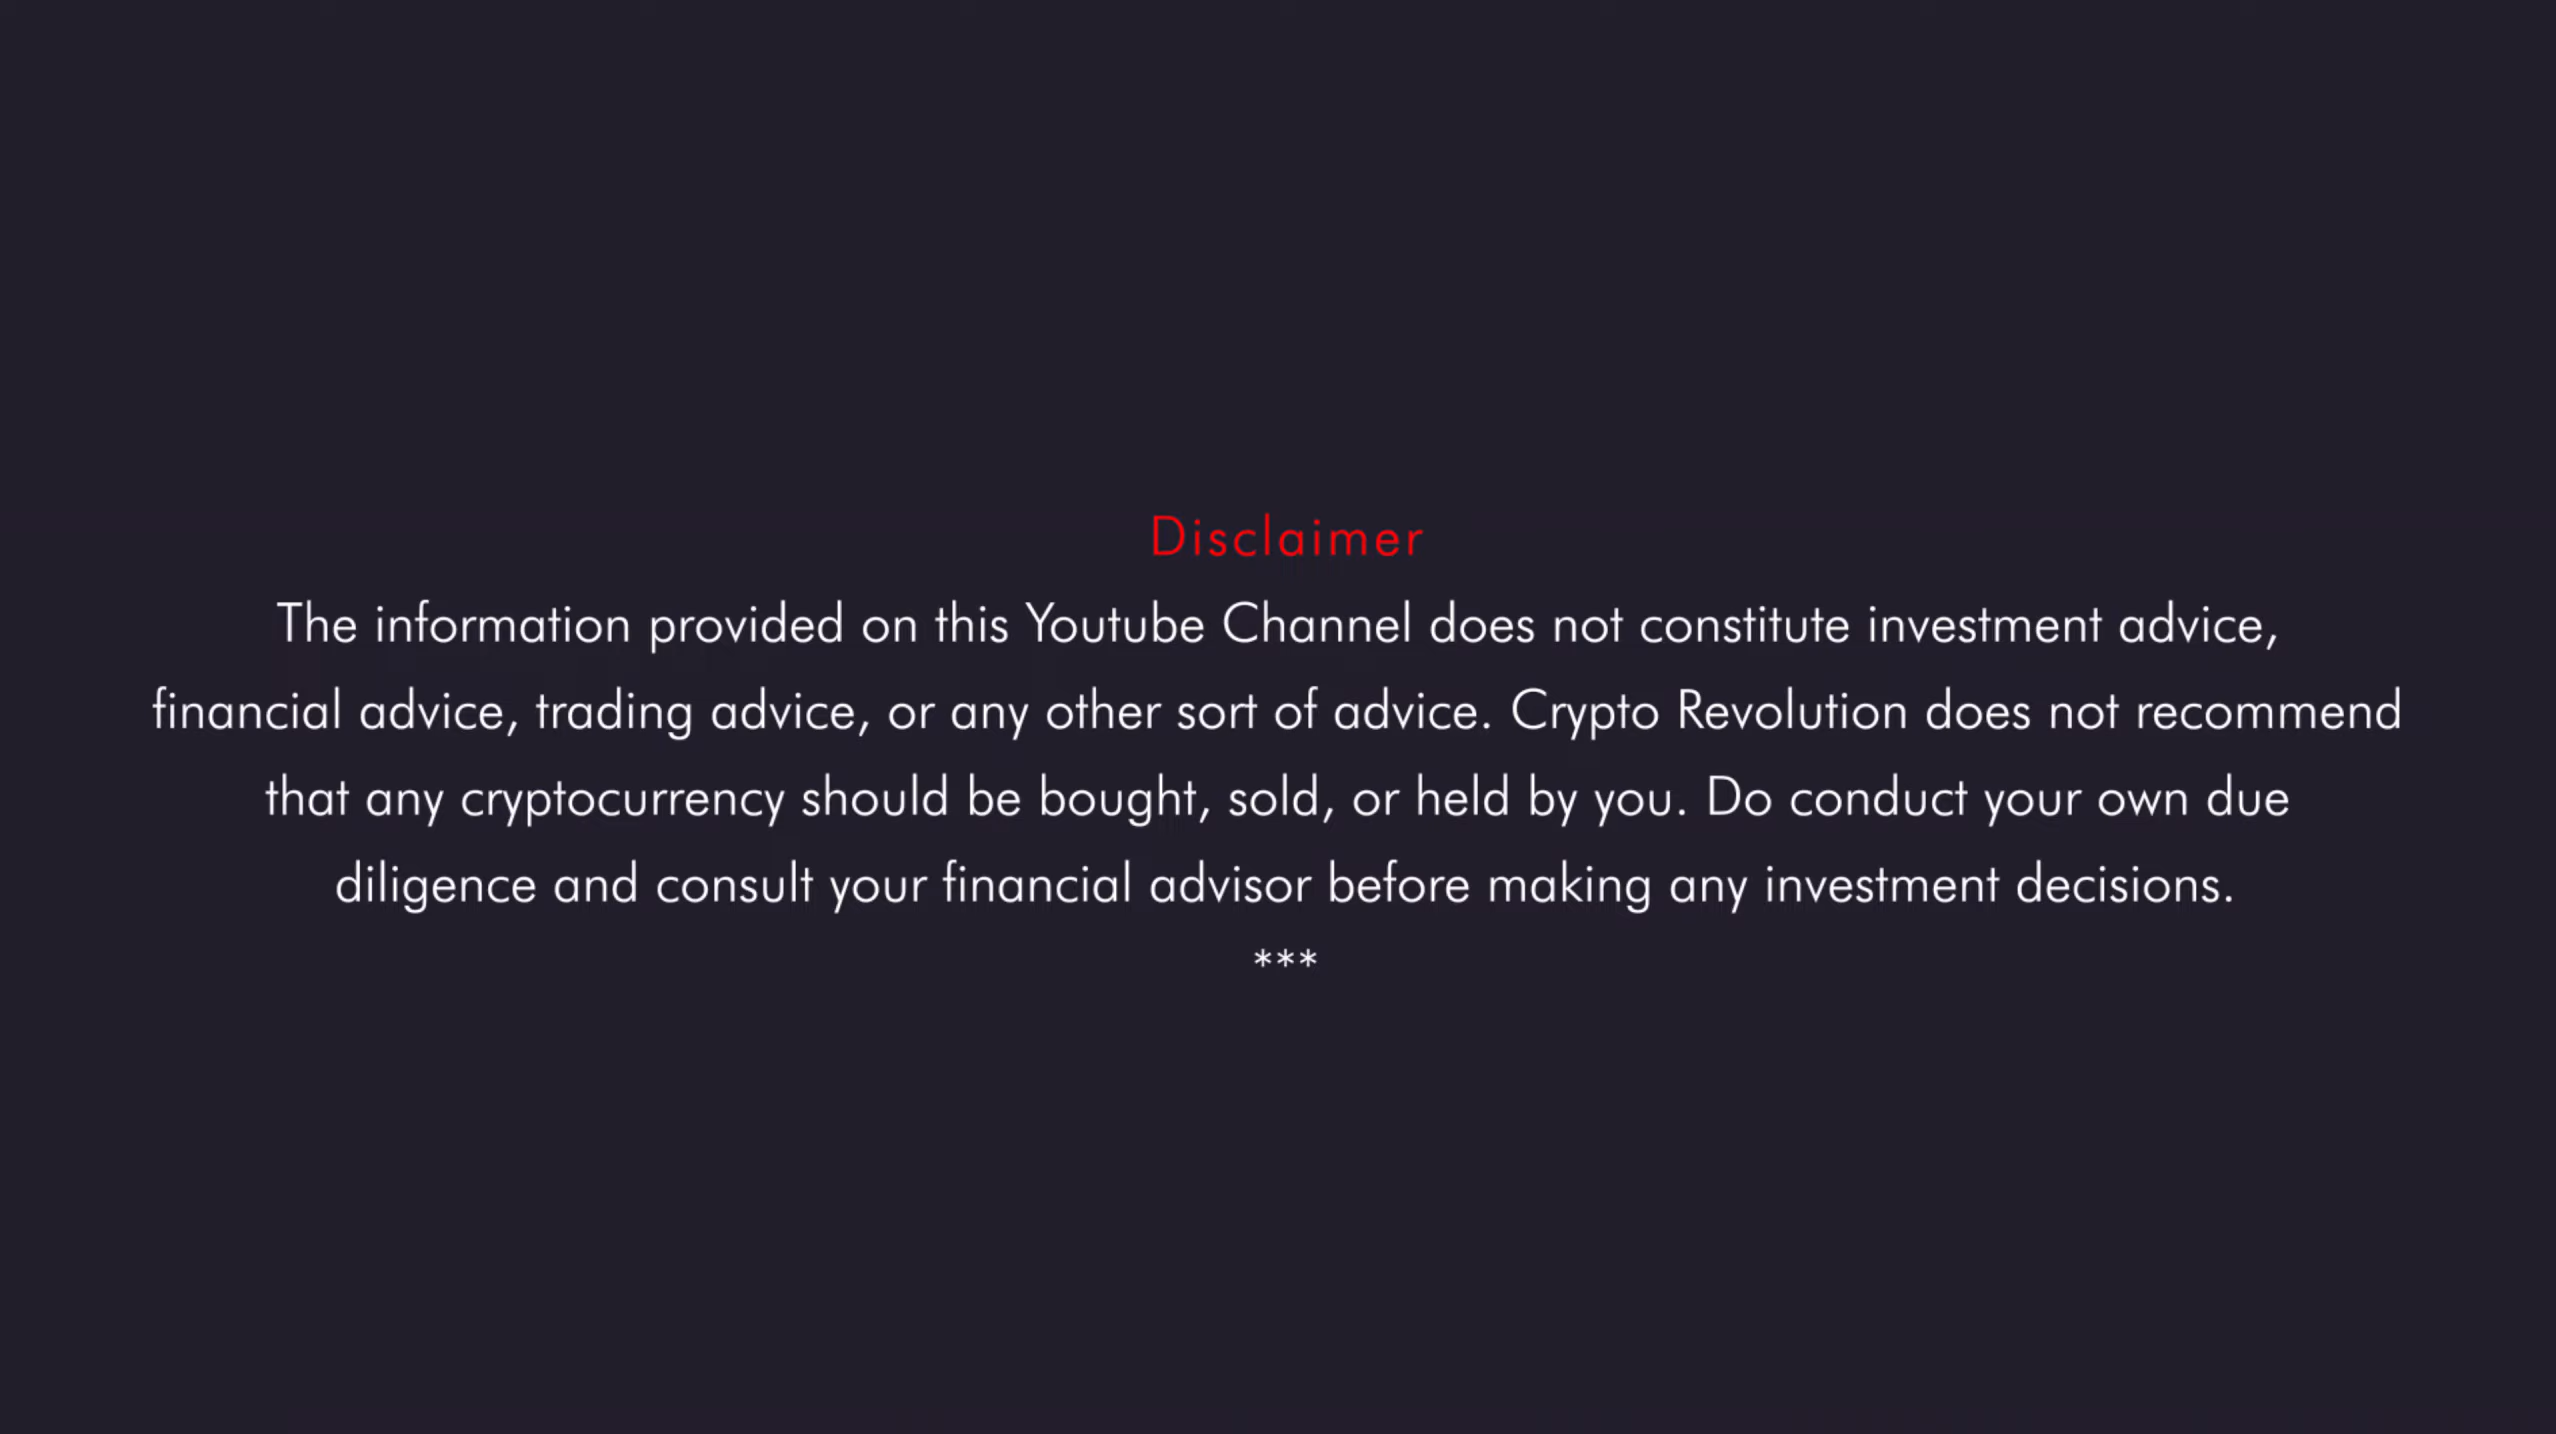 Disclaimer
The information provided on this Youtube Channel does not constitute investment advice,
financial advice, trading advice, or any other sort of advice. Crypto Revolution does not recommend
that any cryptocurrency should be bought, sold, or held by you. Do conduct your own due
diligence and consult your financial advisor before making any investment decisions.
***